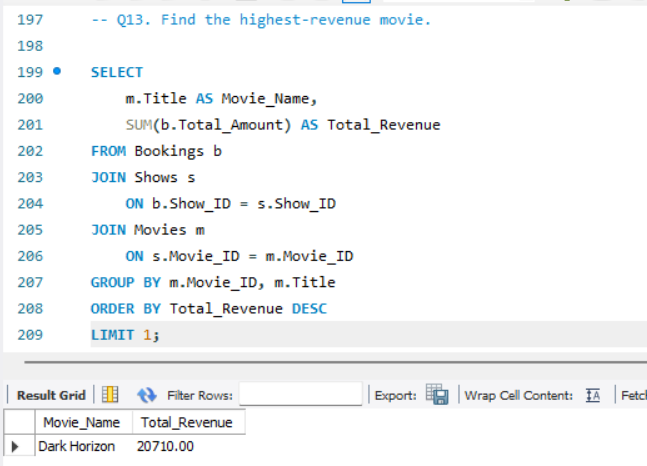 197 -- Q13. Find the highest-revenue movie.
198
199 SELECT
200 m.Title AS Movie_Name,
201 SUM(b.Total_Amount) AS Total_Revenue
202 FROM Bookings b
203 JOIN Shows s
204 ON b.Show_ID = s.Show_ID
205 JOIN Movies m
206 ON s.Movie_ID = m.Movie_ID
207 GROUP BY m.Movie_ID, m.Title
208 ORDER BY Total_Revenue DESC
209 LIMIT 1;
Result Grid Filter Rows: Export: Wrap Cell Content: IA Fetch
Movie_Name Total_Revenue
Dark Horizon 20710.00